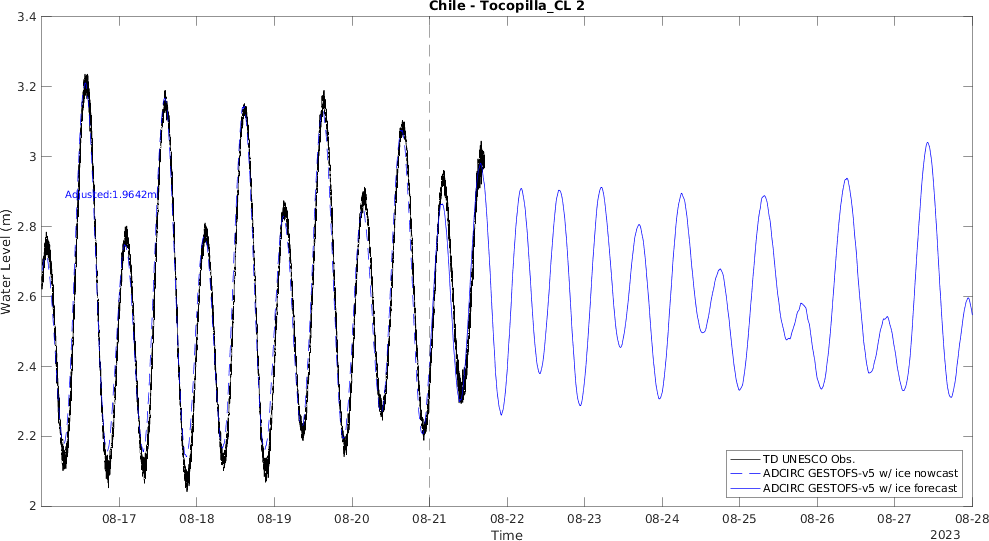 Chile - Tocopilla_CL 2
3.4
3.2
3
2.8
2.6
2.4
2.2
2
Water Level (m)
Adjusted:1.9642m
TD UNESCO Obs.
ADCIRC GESTOFS-v5 w/ ice nowcast
ADCIRC GESTOFS-v5 w/ ice forecast
08-17 08-18 08-19 08-20 08-21 08-22 08-23 08-24 08-25 08-26 08-27 08-28
Time
2023